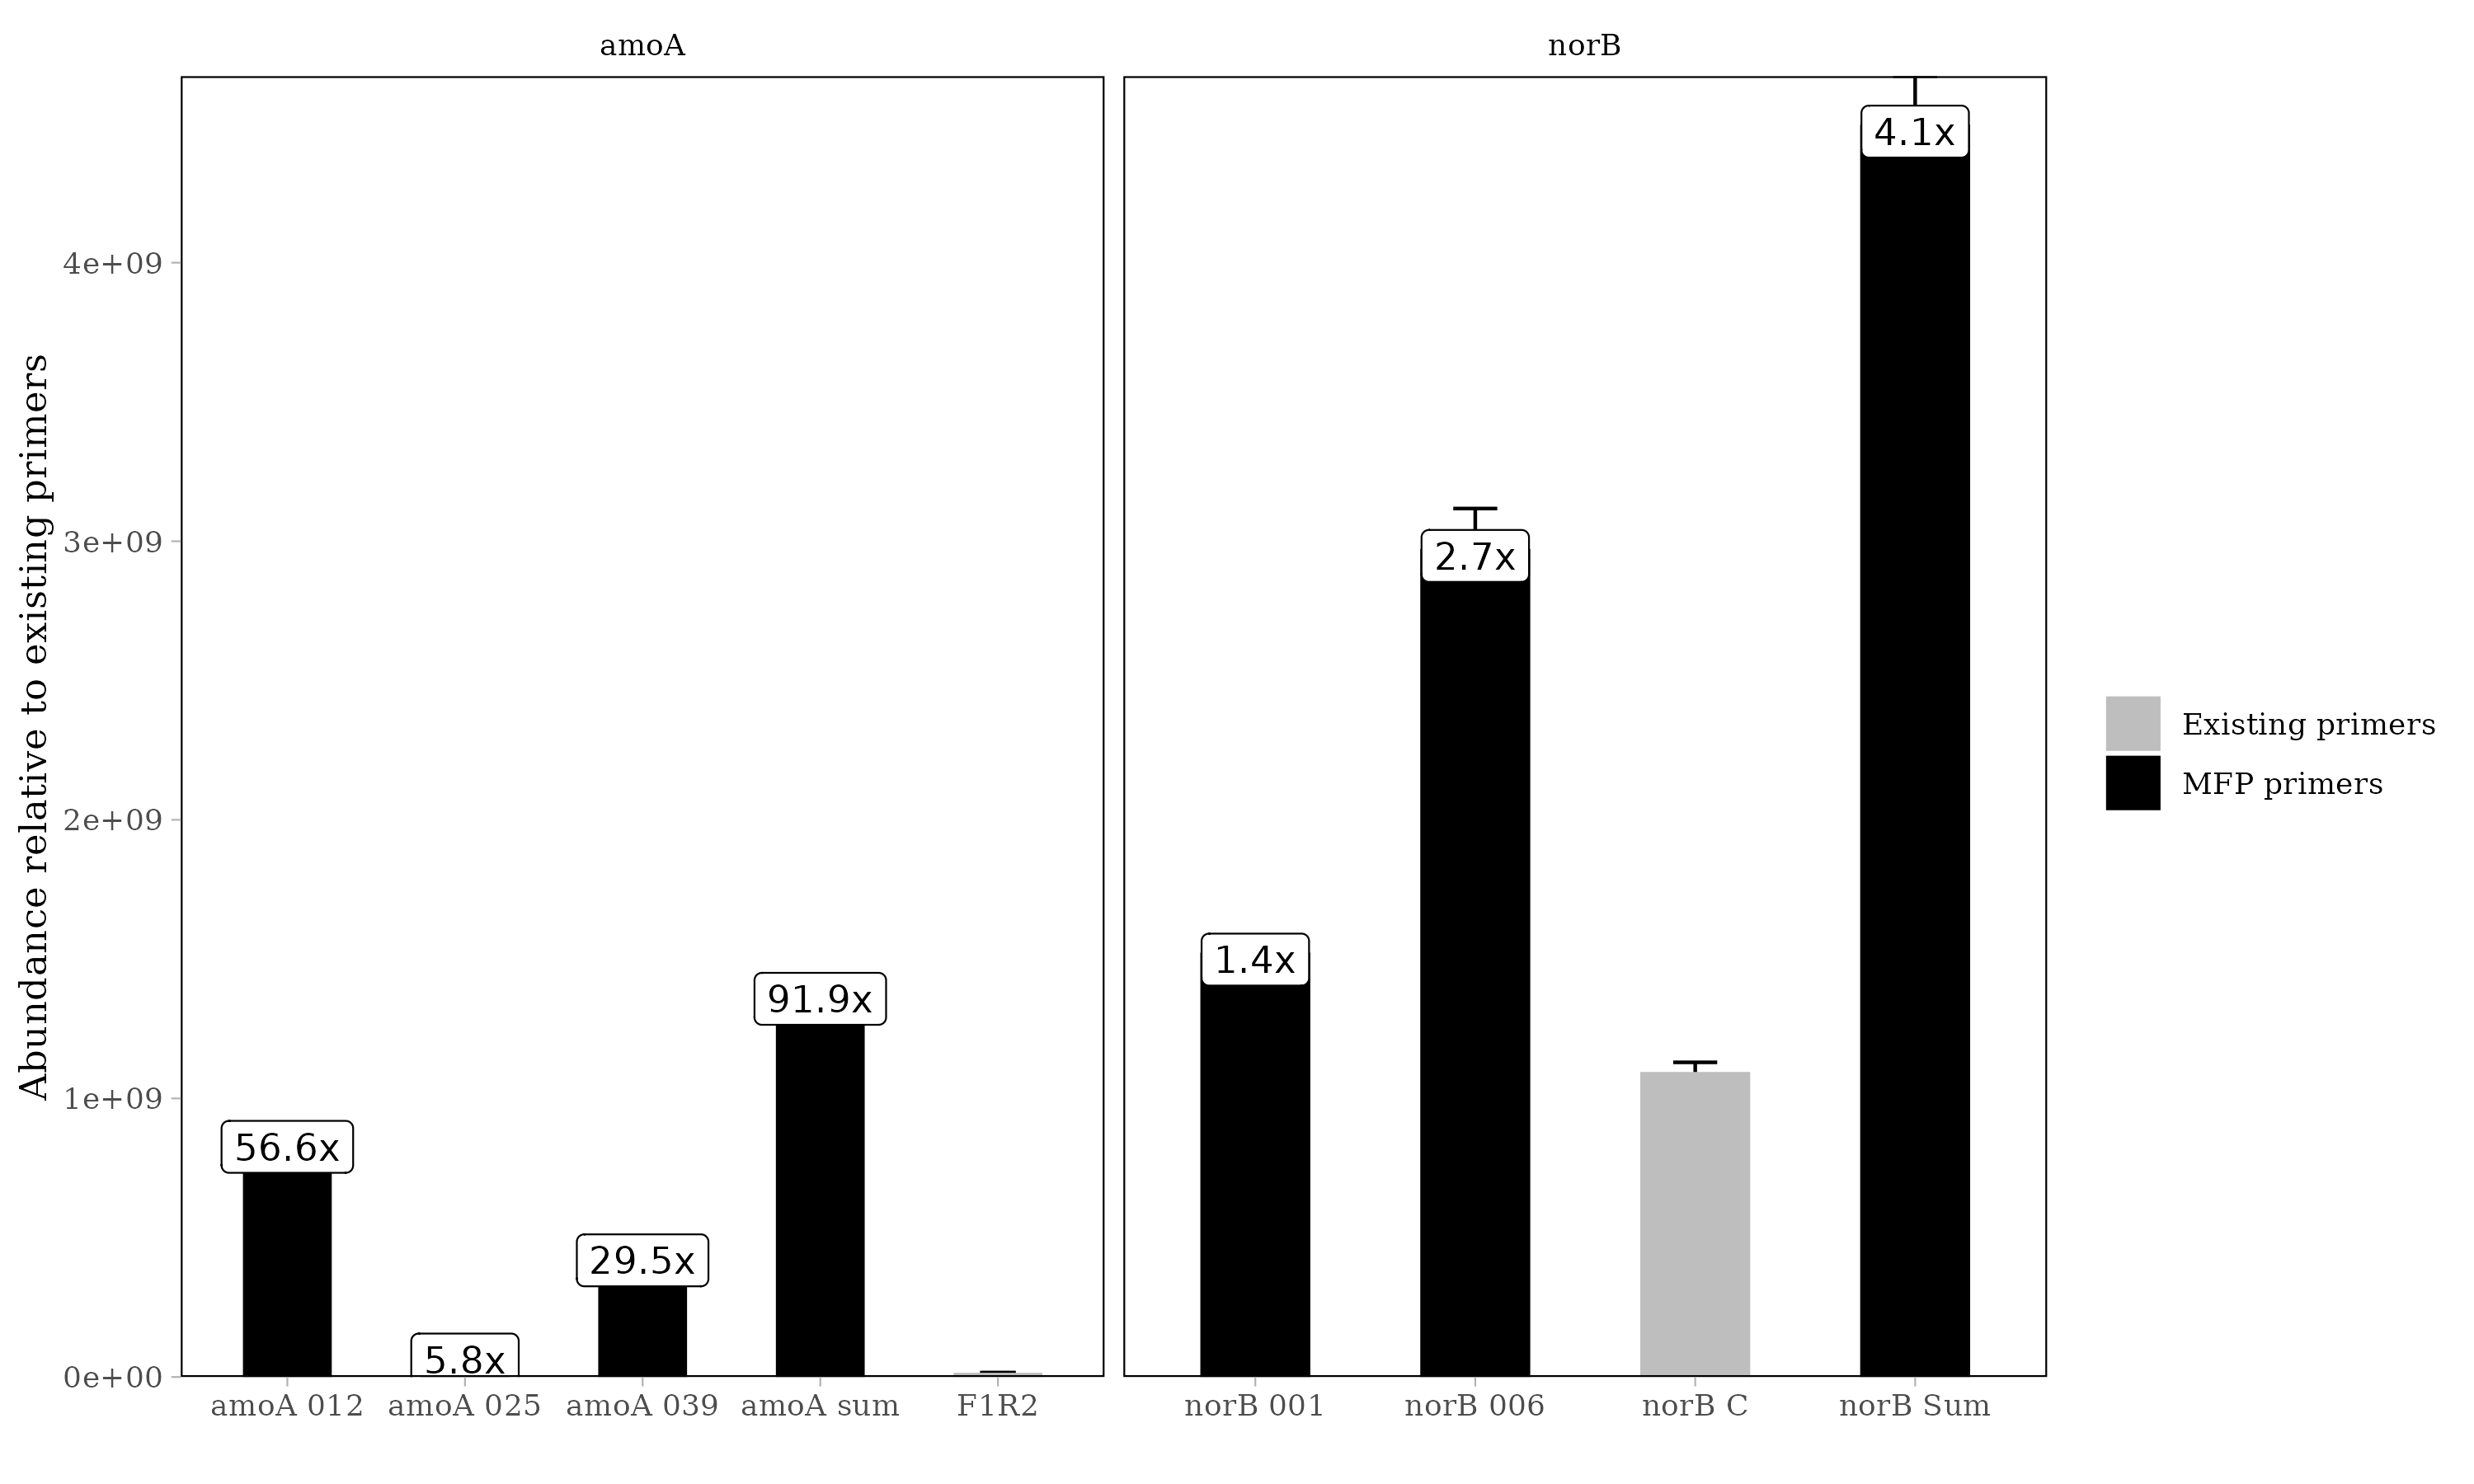 amoA
norB
Abundance relative to existing primers
4e+09
3e+09
2e+09
1e+09
0e+00
56.6x
5.8x
29.5x
91.9x
1.4x
2.7x
4.1x
amoA 012
amoA 025
amoA 039
amoA sum
F1R2
norB 001
norB 006
norB C
norB Sum
Existing primers
MFP primers